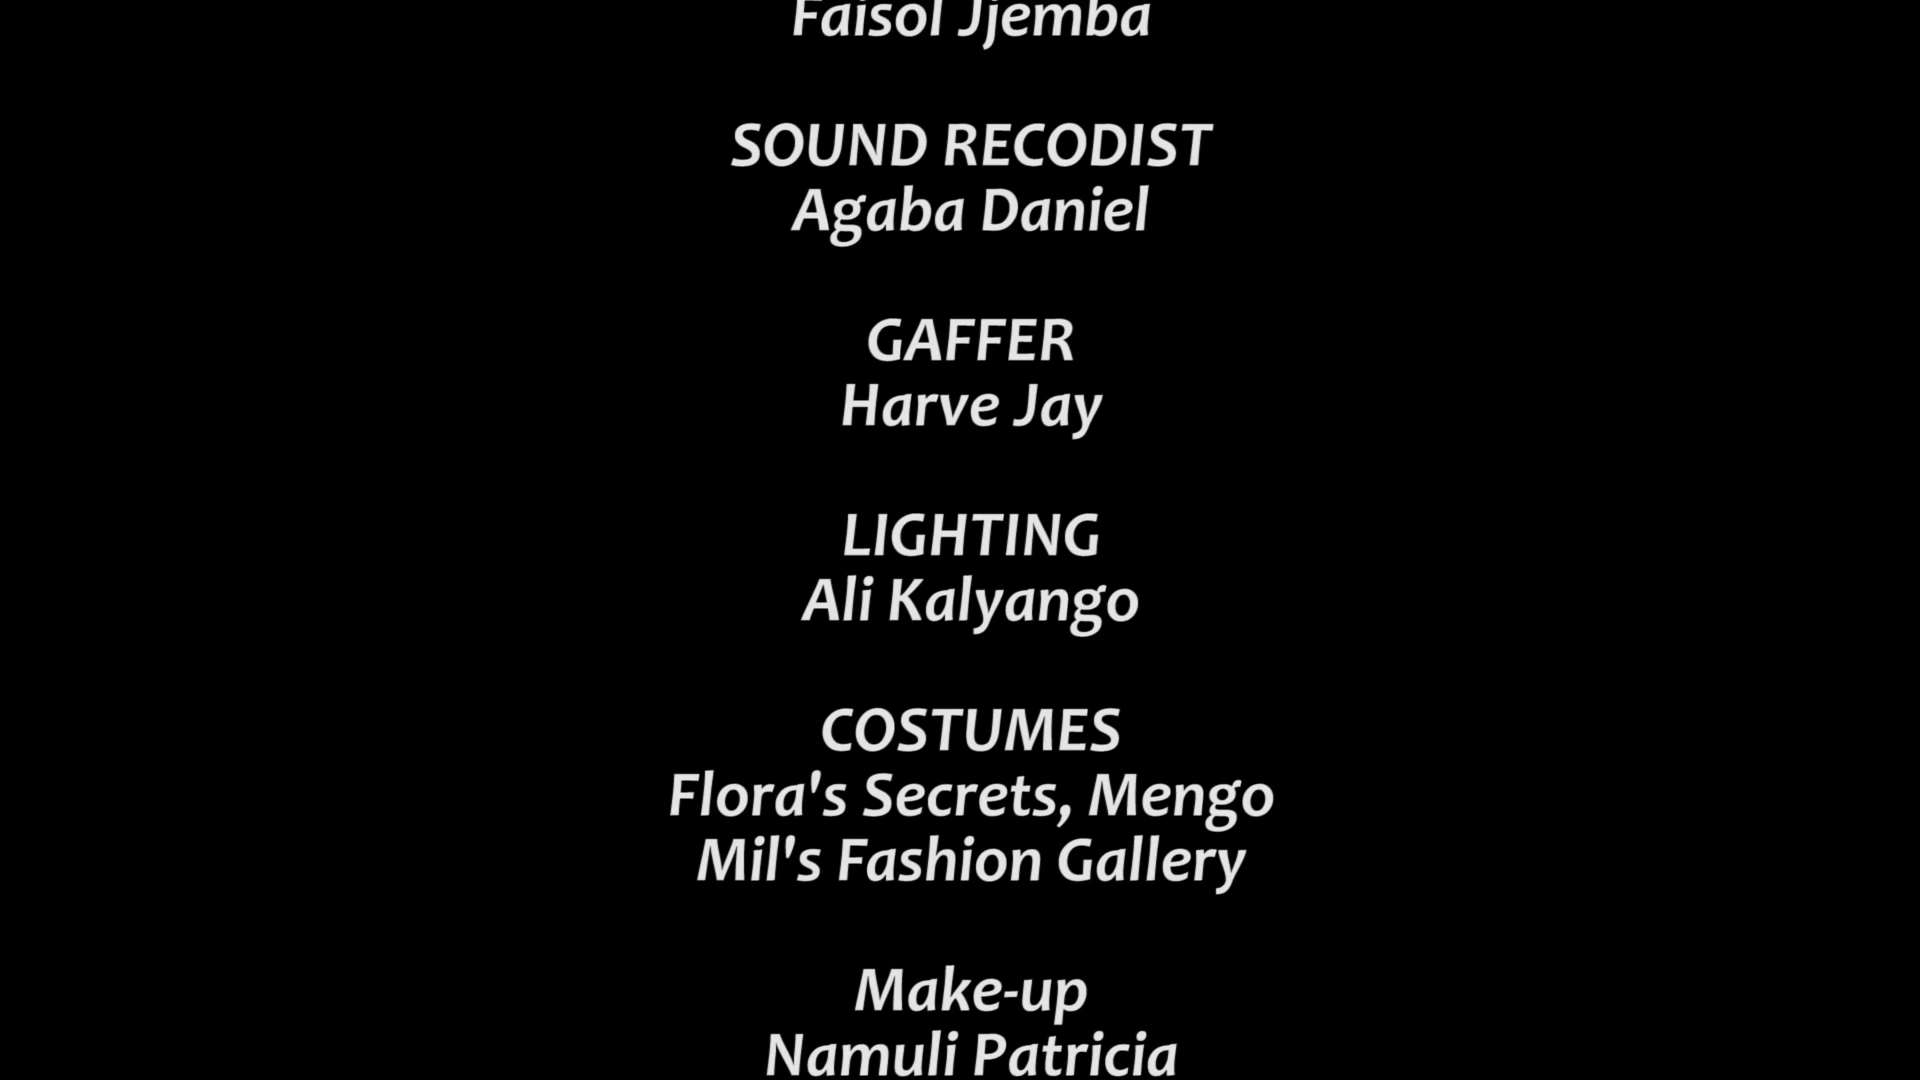 Faisol Jjemba
SOUND RECODIST
Agaba Daniel
GAFFER
Harve Jay
LIGHTING
Ali Kalyango
COSTUMES
Flora's Secrets, Mengo
Mil's Fashion Gallery
Make-up
Namuli Patricia